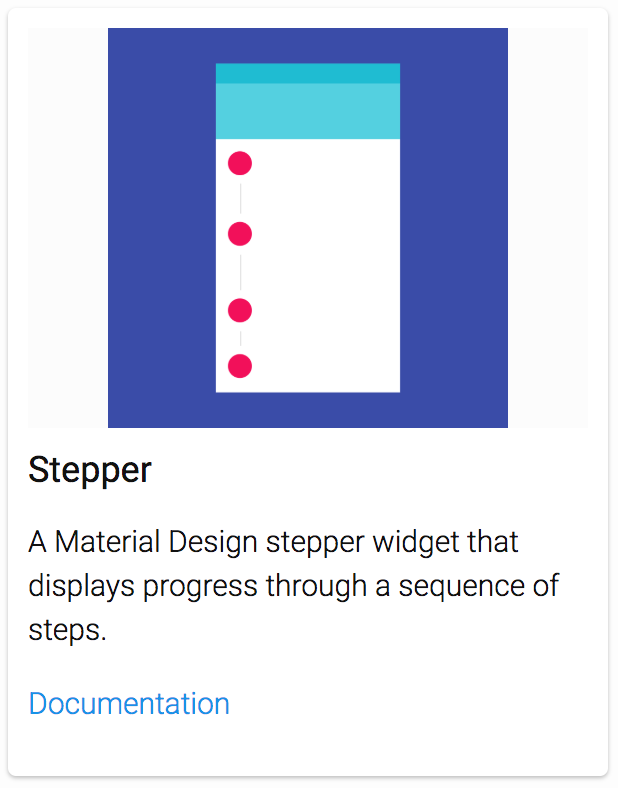 Stepper
A Material Design stepper widget that
displays progress through a sequence of
steps.
Documentation